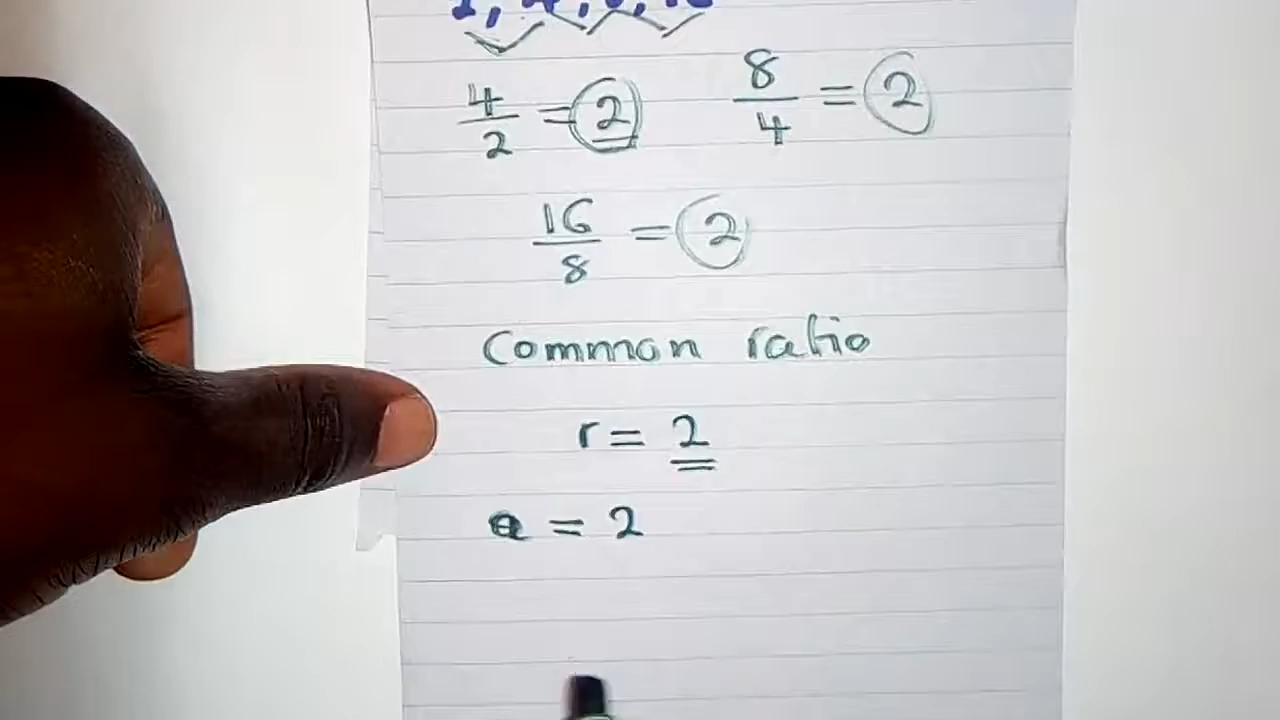 4/2 = 2 8/4 = 2
16/8 = 2
Common ratio
r = 2
a = 2